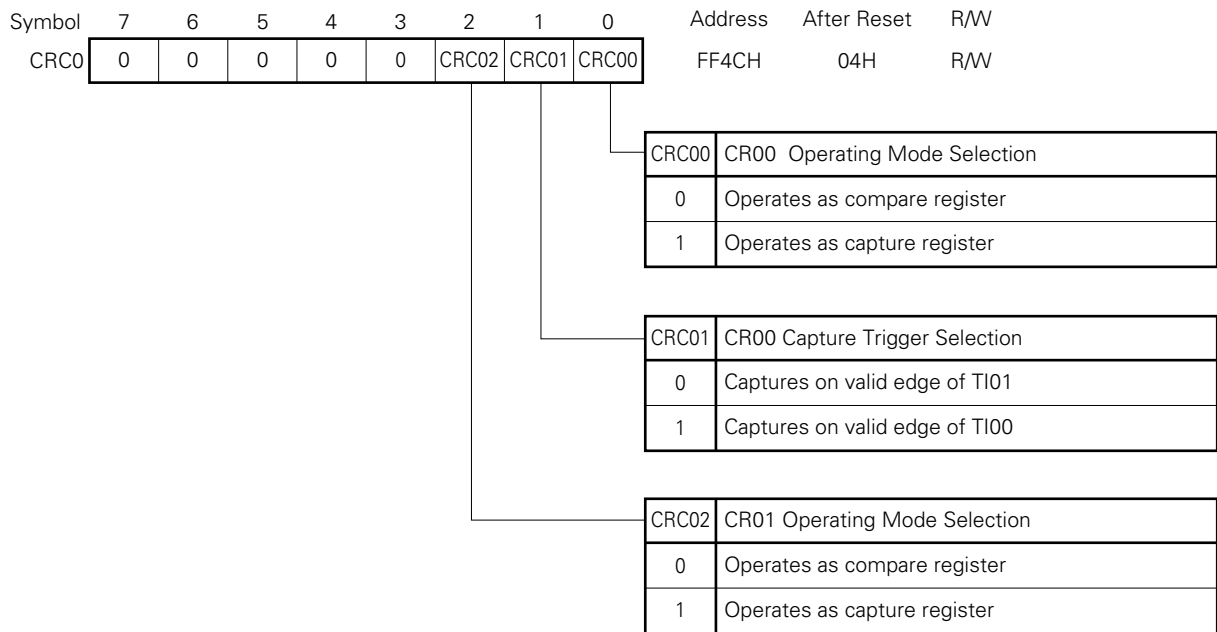 Symbol 7 6 5 4 3 2 1 0 Address After Reset R/W
CRC0 0 0 0 0 0 CRC02 CRC01 CRC00 FF4CH 04H R/W
CRC00 CR00 Operating Mode Selection
0 Operates as compare register
1 Operates as capture register
CRC01 CR00 Capture Trigger Selection
0 Captures on valid edge of TI01
1 Captures on valid edge of TI00
CRC02 CR01 Operating Mode Selection
0 Operates as compare register
1 Operates as capture register